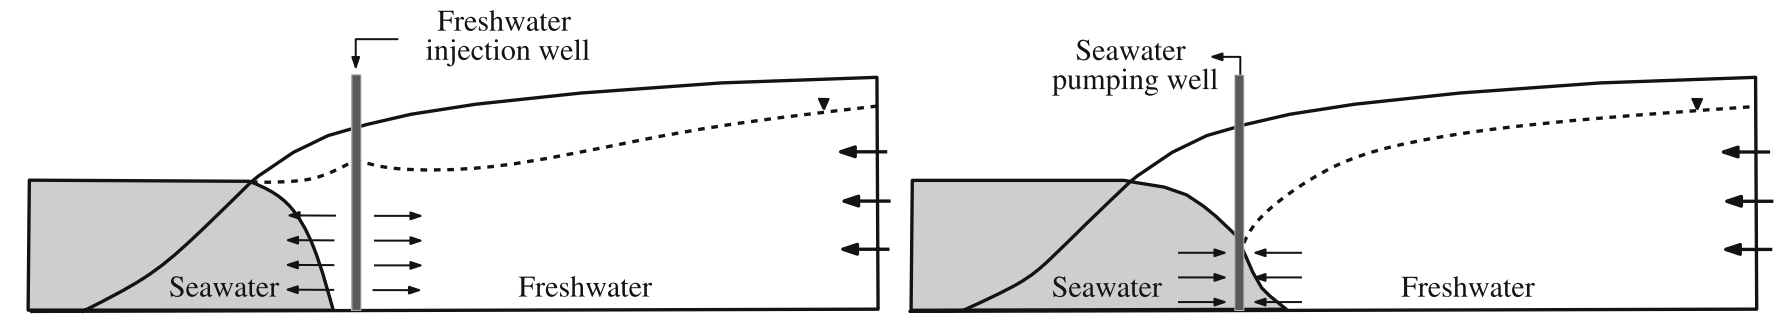 Freshwater
injection well
Seawater
Freshwater
Seawater
pumping well
Seawater
Freshwater